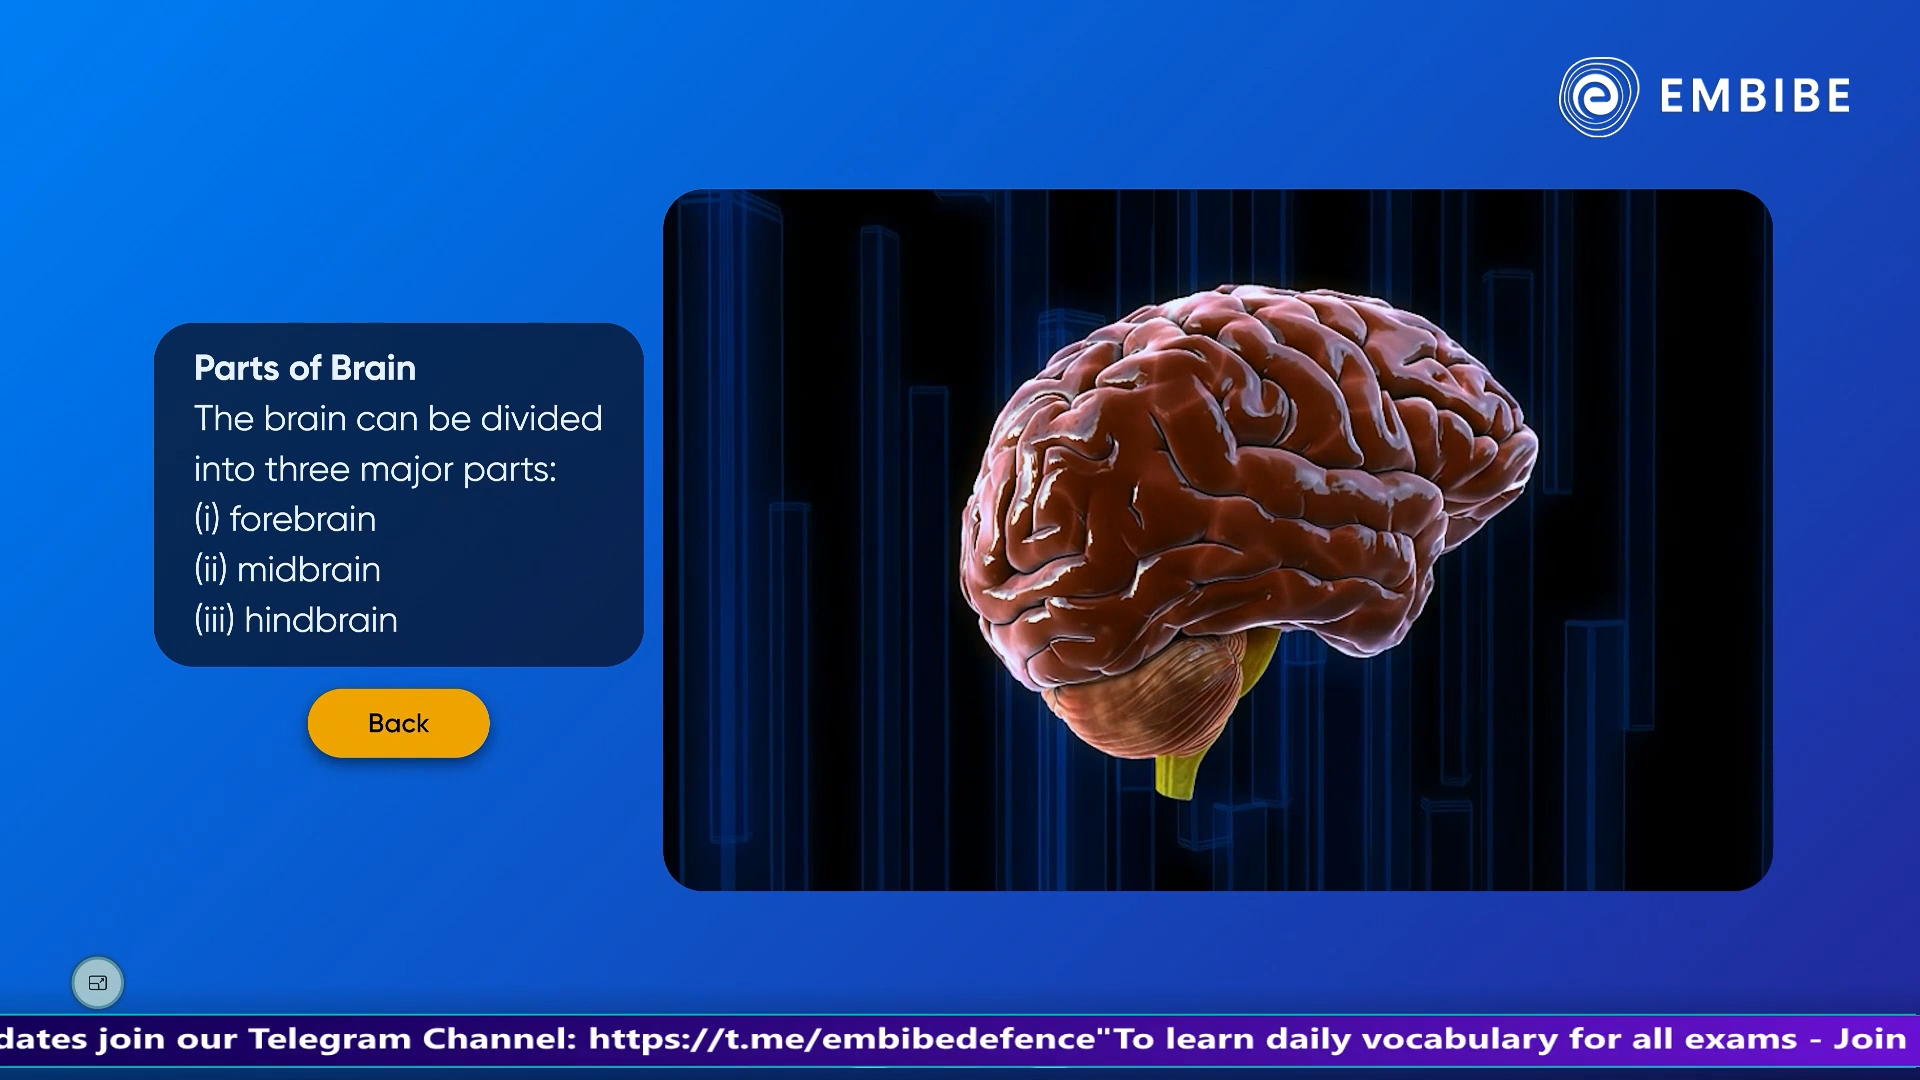 EMBIBE
Parts of Brain
The brain can be divided
into three major parts:
(i) forebrain
(ii) midbrain
(iii) hindbrain
Back
dates join our Telegram Channel: https://t.me/embibedefence"To learn daily vocabulary for all exams - Join